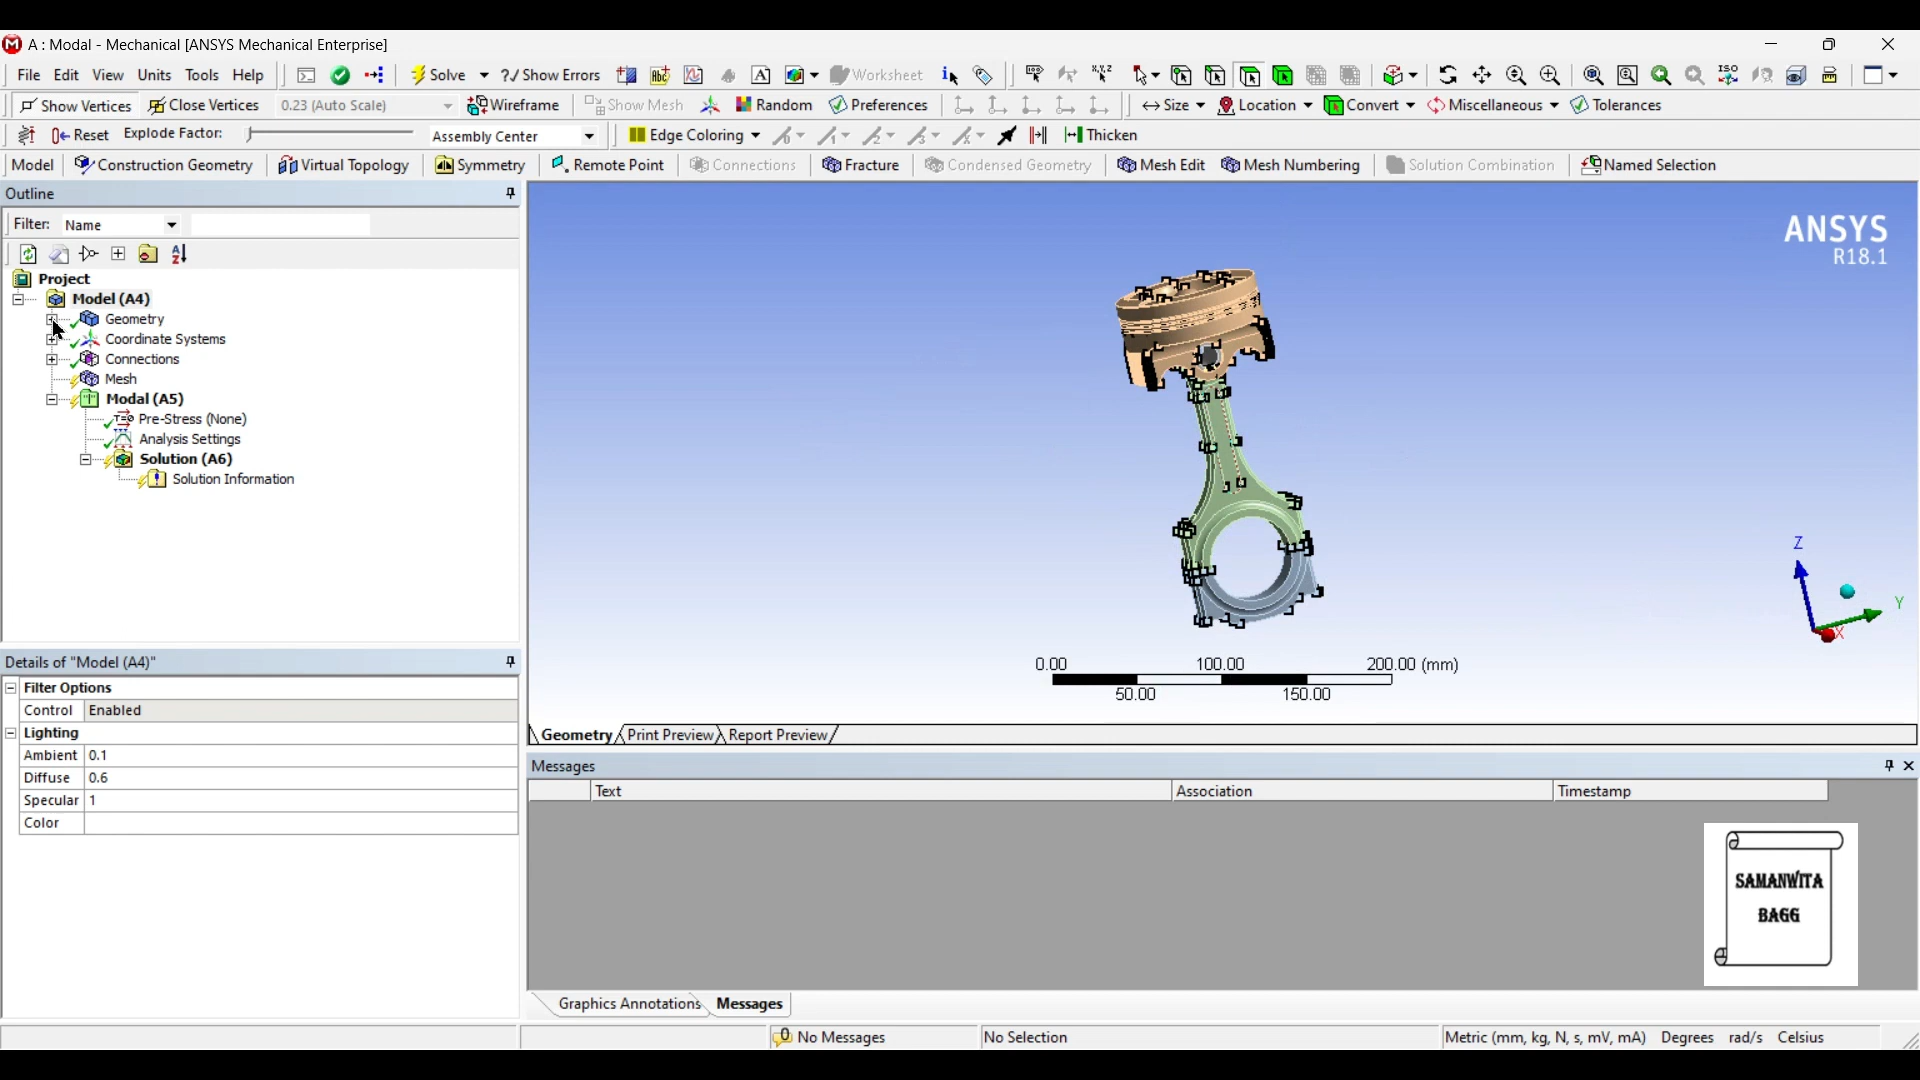 A : Modal - Mechanical [ANSYS Mechanical Enterprise]
File Edit View Units Tools Help Solve ?✓ Show Errors Worksheet
Show Vertices Close Vertices 0.23 (Auto Scale) Wireframe Show Mesh Random Preferences Size Location Convert Miscellaneous Tolerances
Reset Explode Factor: Assembly Center Edge Coloring Thicken
Model Construction Geometry Virtual Topology Symmetry Remote Point Connections Fracture Condensed Geometry Mesh Edit Mesh Numbering Solution Combination Named Selection
Outline
Filter: Name
Project
Model (A4)
Geometry
Coordinate Systems
Connections
Mesh
Modal (A5)
Pre-Stress (None)
Analysis Settings
Solution (A6)
Solution Information
Details of "Model (A4)"
Filter Options
Control Enabled
Lighting
Ambient 0.1
Diffuse 0.6
Specular 1
Color
ANSYS
R18.1
Z
Y
X
0.00 100.00 200.00 (mm)
50.00 150.00
Geometry Print Preview Report Preview
Messages
Text Association Timestamp
SAMANWITA
BAGG
Graphics Annotations Messages
No Messages No Selection Metric (mm, kg, N, s, mV, mA) Degrees rad/s Celsius